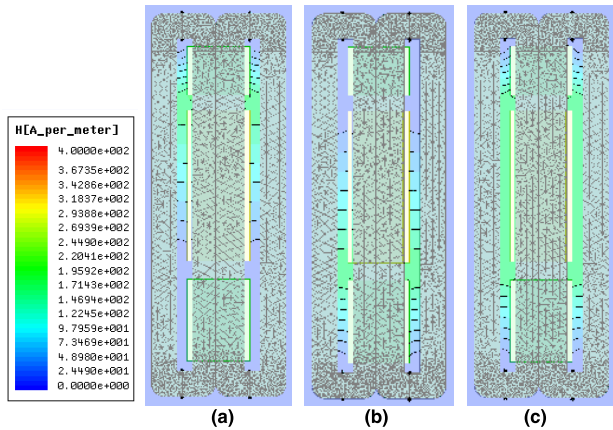 H[A_per_meter]
4.0000e+002
3.6735e+002
3.4286e+002
3.1837e+002
2.9388e+002
2.6939e+002
2.4490e+002
2.2041e+002
1.9592e+002
1.7143e+002
1.4694e+002
1.2245e+002
9.7959e+001
7.3469e+001
4.8980e+001
2.4490e+001
0.0000e+000
(a)
(b)
(c)